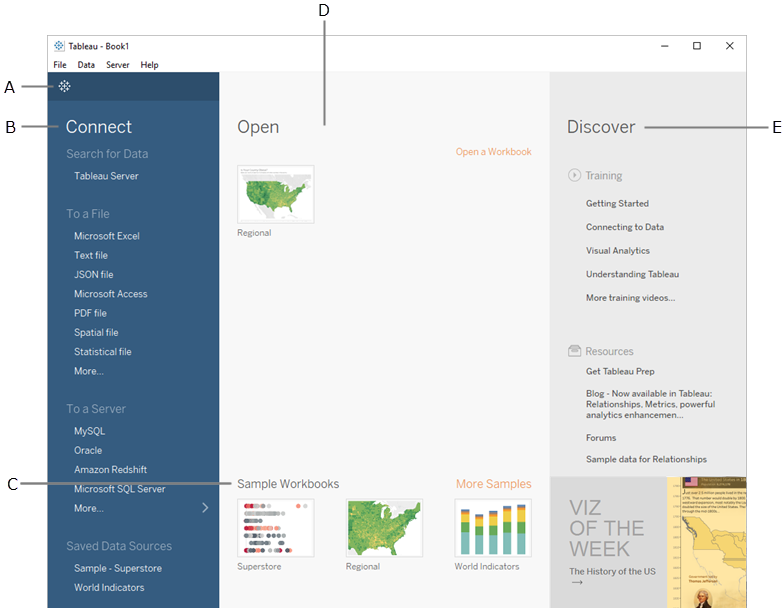 D
Tableau - Book1
File Data Server Help
A
B
Connect
Search for Data
Tableau Server
To a File
Microsoft Excel
Text file
JSON file
Microsoft Access
PDF file
Spatial file
Statistical file
More...
To a Server
MySQL
Oracle
Amazon Redshift
Microsoft SQL Server
More...
Saved Data Sources
Sample - Superstore
World Indicators
Open
Open a Workbook
Regional
C
Sample Workbooks
More Samples
Superstore
Regional
World Indicators
E
Discover
Training
Getting Started
Connecting to Data
Visual Analytics
Understanding Tableau
More training videos...
Resources
Get Tableau Prep
Blog - Now available in Tableau:
Relationships, Metrics, powerful
analytics enhancemen...
Forums
Sample data for Relationships
VIZ
OF THE
WEEK
The History of the US
Thomas Jefferson